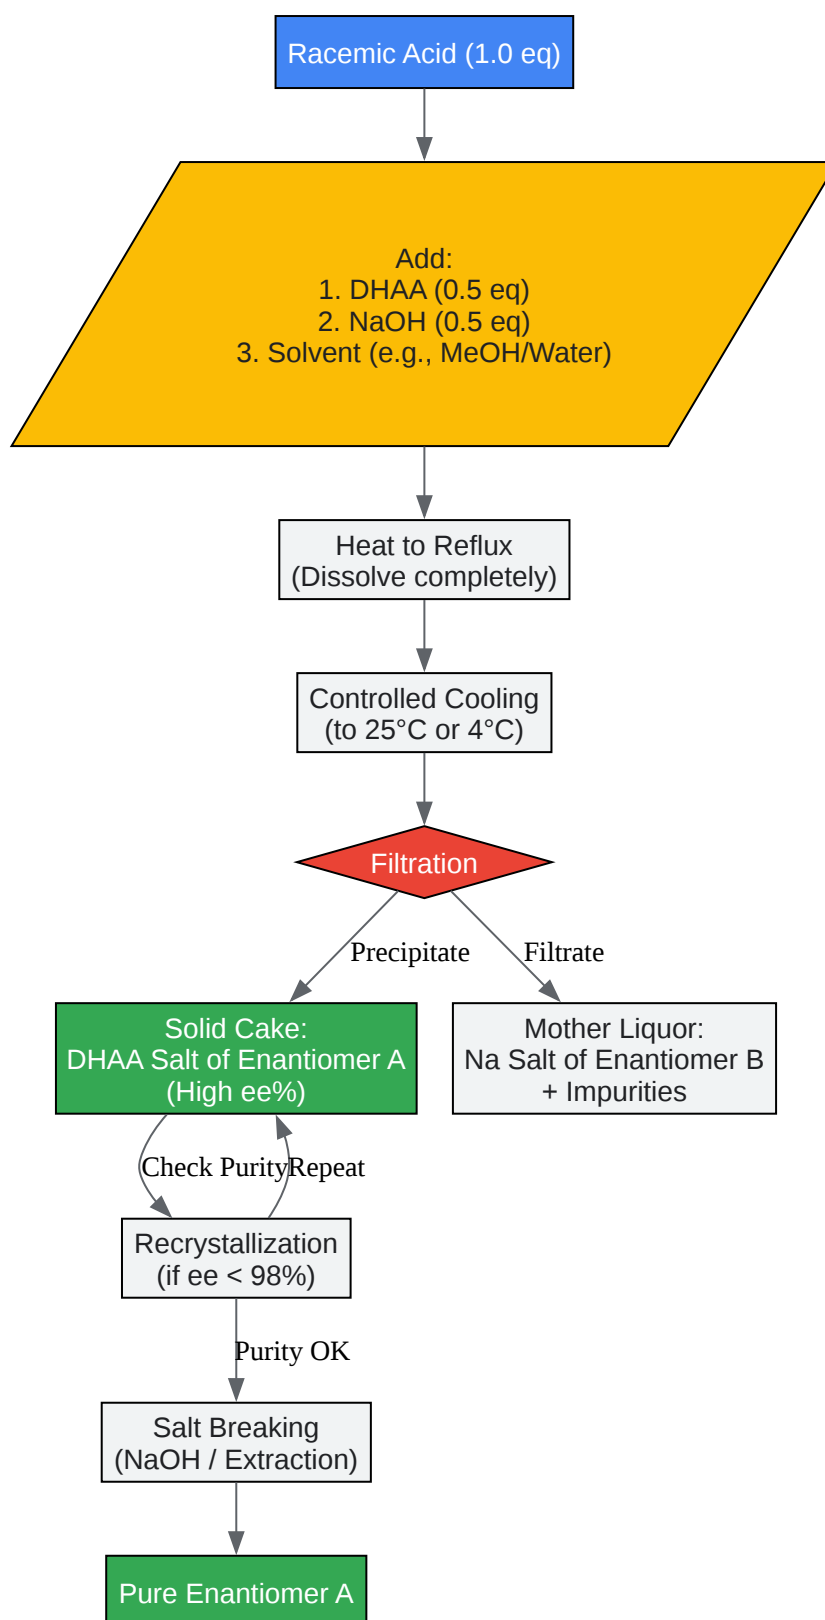 Racemic Acid (1.0 eq)
Add:
1. DHAA (0.5 eq)
2. NaOH (0.5 eq)
3. Solvent (e.g., MeOH/Water)
Heat to Reflux
(Dissolve completely)
Controlled Cooling
(to 25°C or 4°C)
Filtration
Precipitate
Filtrate
Solid Cake:
DHAA Salt of Enantiomer A
(High ee%)
Mother Liquor:
Na Salt of Enantiomer B
+ Impurities
Check Purity
Repeat
Recrystallization
(if ee < 98%)
Purity OK
Salt Breaking
(NaOH / Extraction)
Pure Enantiomer A